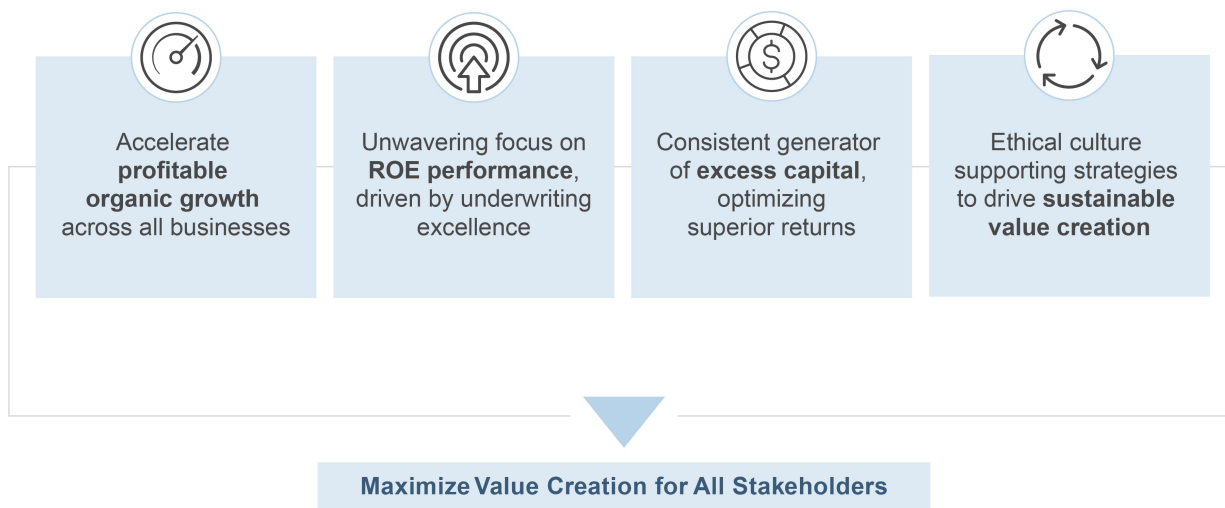 Accelerate
profitable
organic growth
across all businesses
Unwavering focus on
ROE performance,
driven by underwriting
excellence
Consistent generator
of excess capital,
optimizing
superior returns
Ethical culture
supporting strategies
to drive sustainable
value creation
$
Maximize Value Creation for All Stakeholders